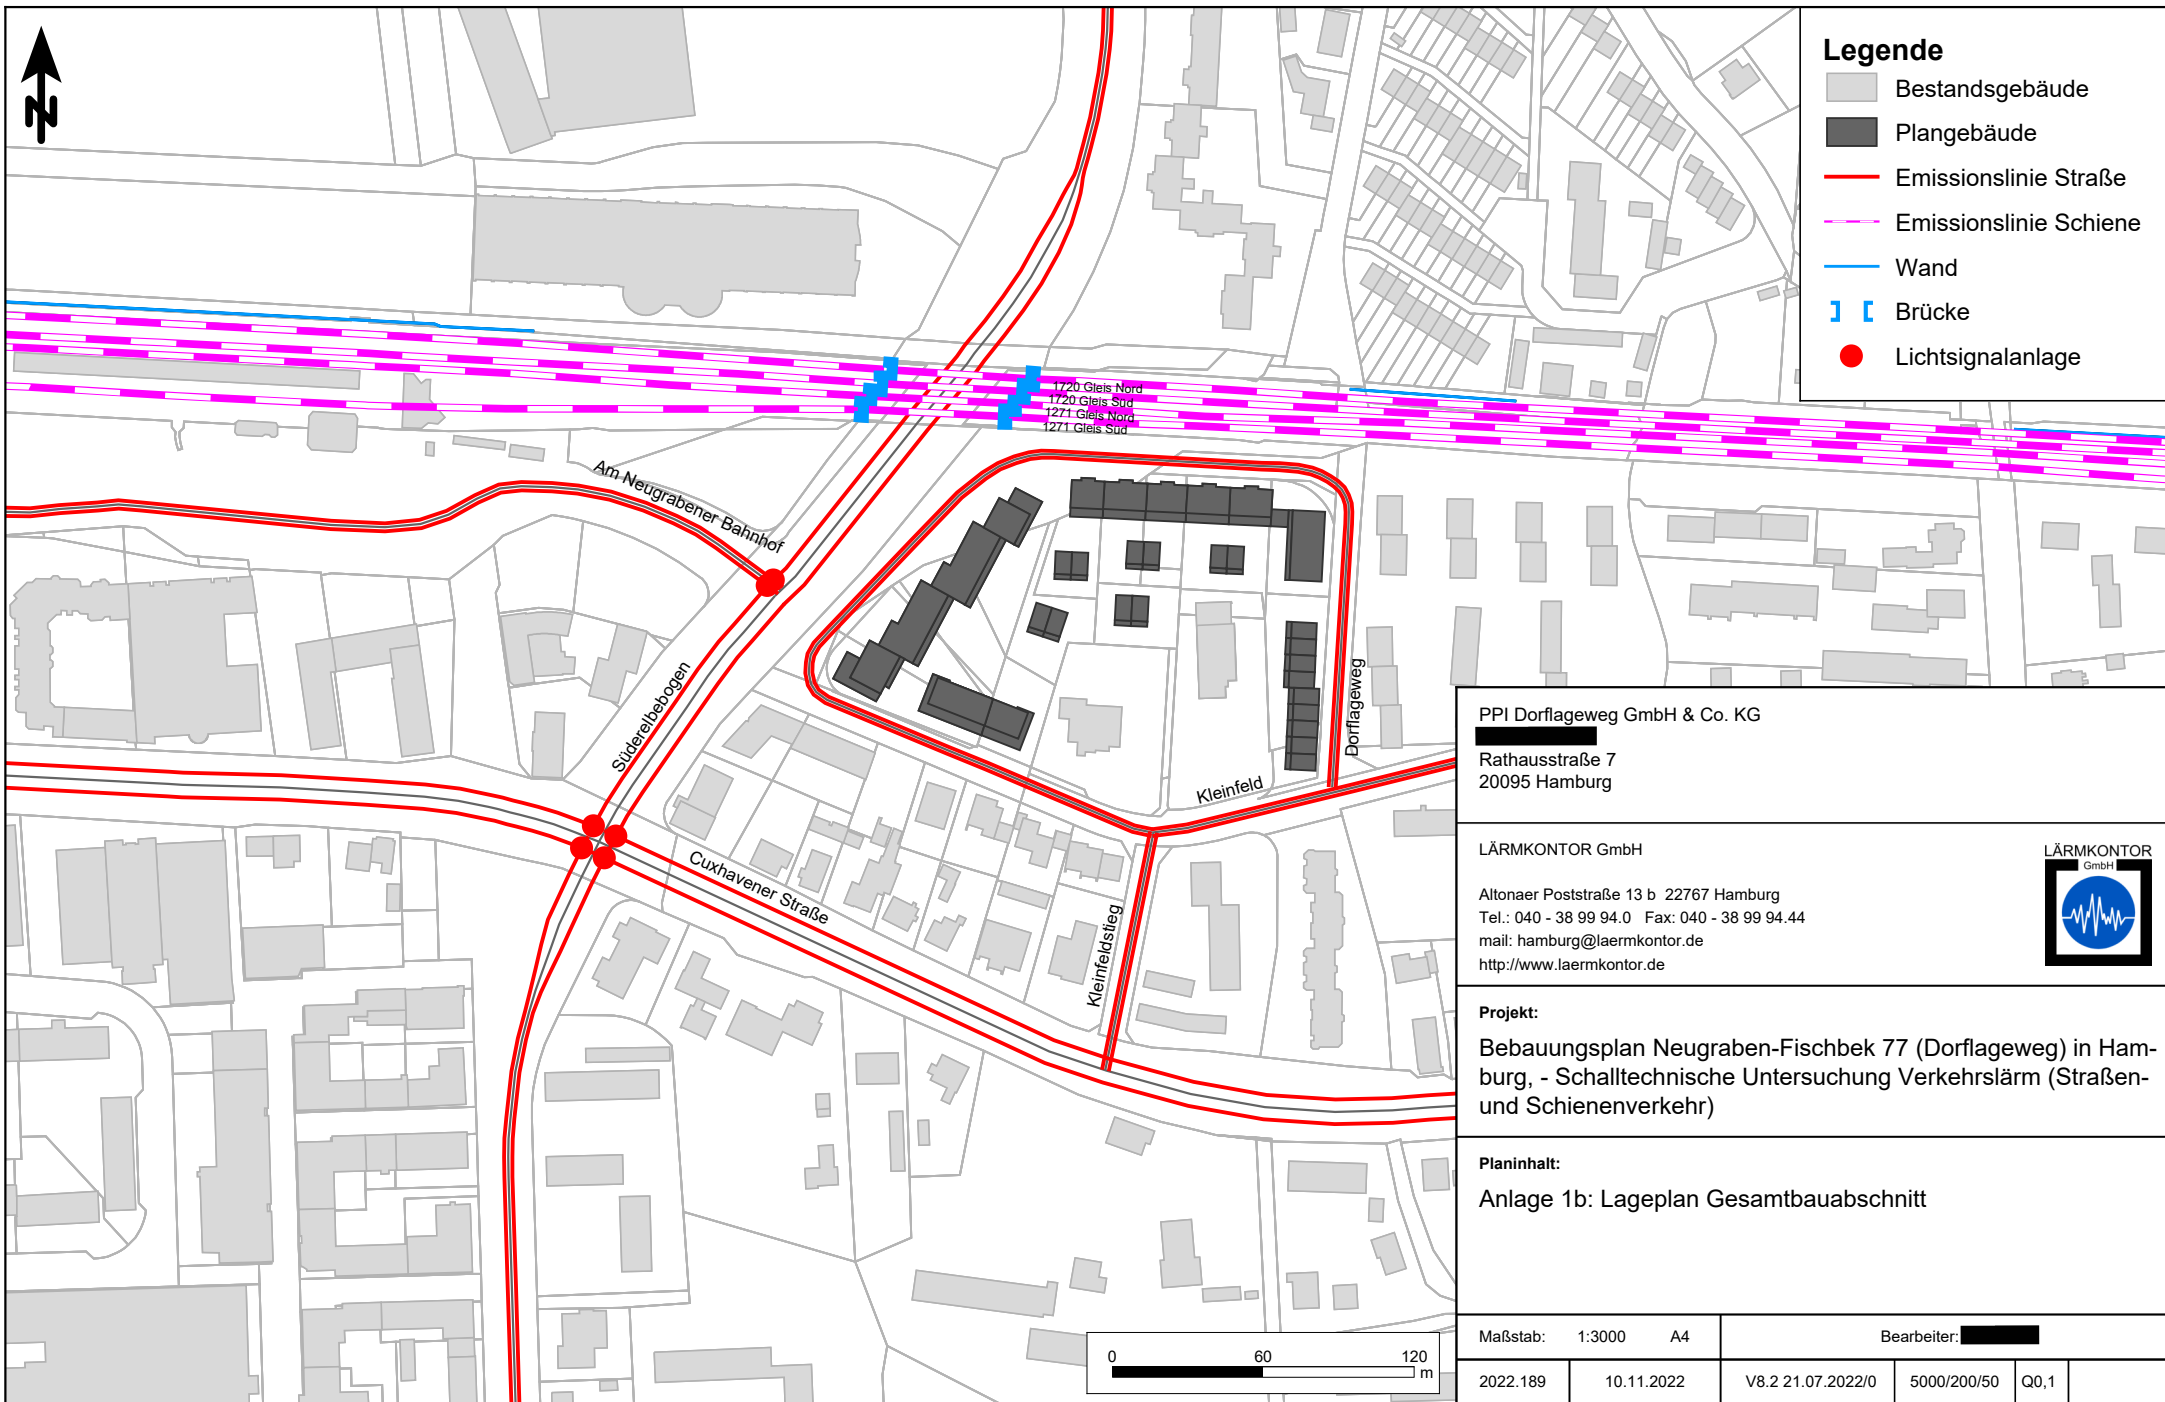 N
Legende
Bestandsgebäude
Plangebäude
Emissionslinie Straße
Emissionslinie Schiene
Wand
Brücke
Lichtsignalanlage
1720 Gleis Nord
1720 Gleis Süd
1271 Gleis Nord
1271 Gleis Süd
Am Neugrabener Bahnhof
Süderelbebogen
Dorflageweg
Kleinfeld
Cuxhavener Straße
Kleinfeldstieg
PPI Dorflageweg GmbH & Co. KG
Rathausstraße 7
20095 Hamburg
LÄRMKONTOR GmbH
Altonaer Poststraße 13 b 22767 Hamburg
Tel.: 040 - 38 99 94.0 Fax: 040 - 38 99 94.44
mail: hamburg@laermkontor.de
http://www.laermkontor.de
LÄRMKONTOR
GmbH
Projekt:
Bebauungsplan Neugraben-Fischbek 77 (Dorflageweg) in Ham-
burg, - Schalltechnische Untersuchung Verkehrslärm (Straßen-
und Schienenverkehr)
Planinhalt:
Anlage 1b: Lageplan Gesamtbauabschnitt
0 60 120
m
Maßstab: 1:3000 A4 Bearbeiter:
2022.189 10.11.2022 V8.2 21.07.2022/0 5000/200/50 Q0,1